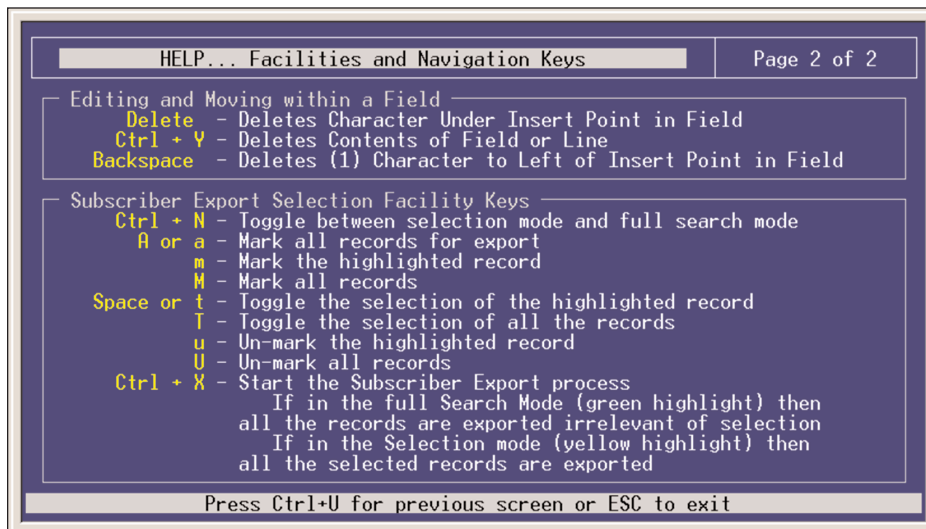 HELP... Facilities and Navigation Keys
Page 2 of 2
Editing and Moving within a Field
Delete - Deletes Character Under Insert Point in Field
Ctrl + Y - Deletes Contents of Field or Line
Backspace - Deletes (1) Character to Left of Insert Point in Field
Subscriber Export Selection Facility Keys
Ctrl + N - Toggle between selection mode and full search mode
A or a - Mark all records for export
m - Mark the highlighted record
M - Mark all records
Space or t - Toggle the selection of the highlighted record
T - Toggle the selection of all the records
u - Un-mark the highlighted record
U - Un-mark all records
Ctrl + X - Start the Subscriber Export process
If in the full Search Mode (green highlight) then
all the records are exported irrelevant of selection
If in the Selection mode (yellow highlight) then
all the selected records are exported
Press Ctrl+U for previous screen or ESC to exit